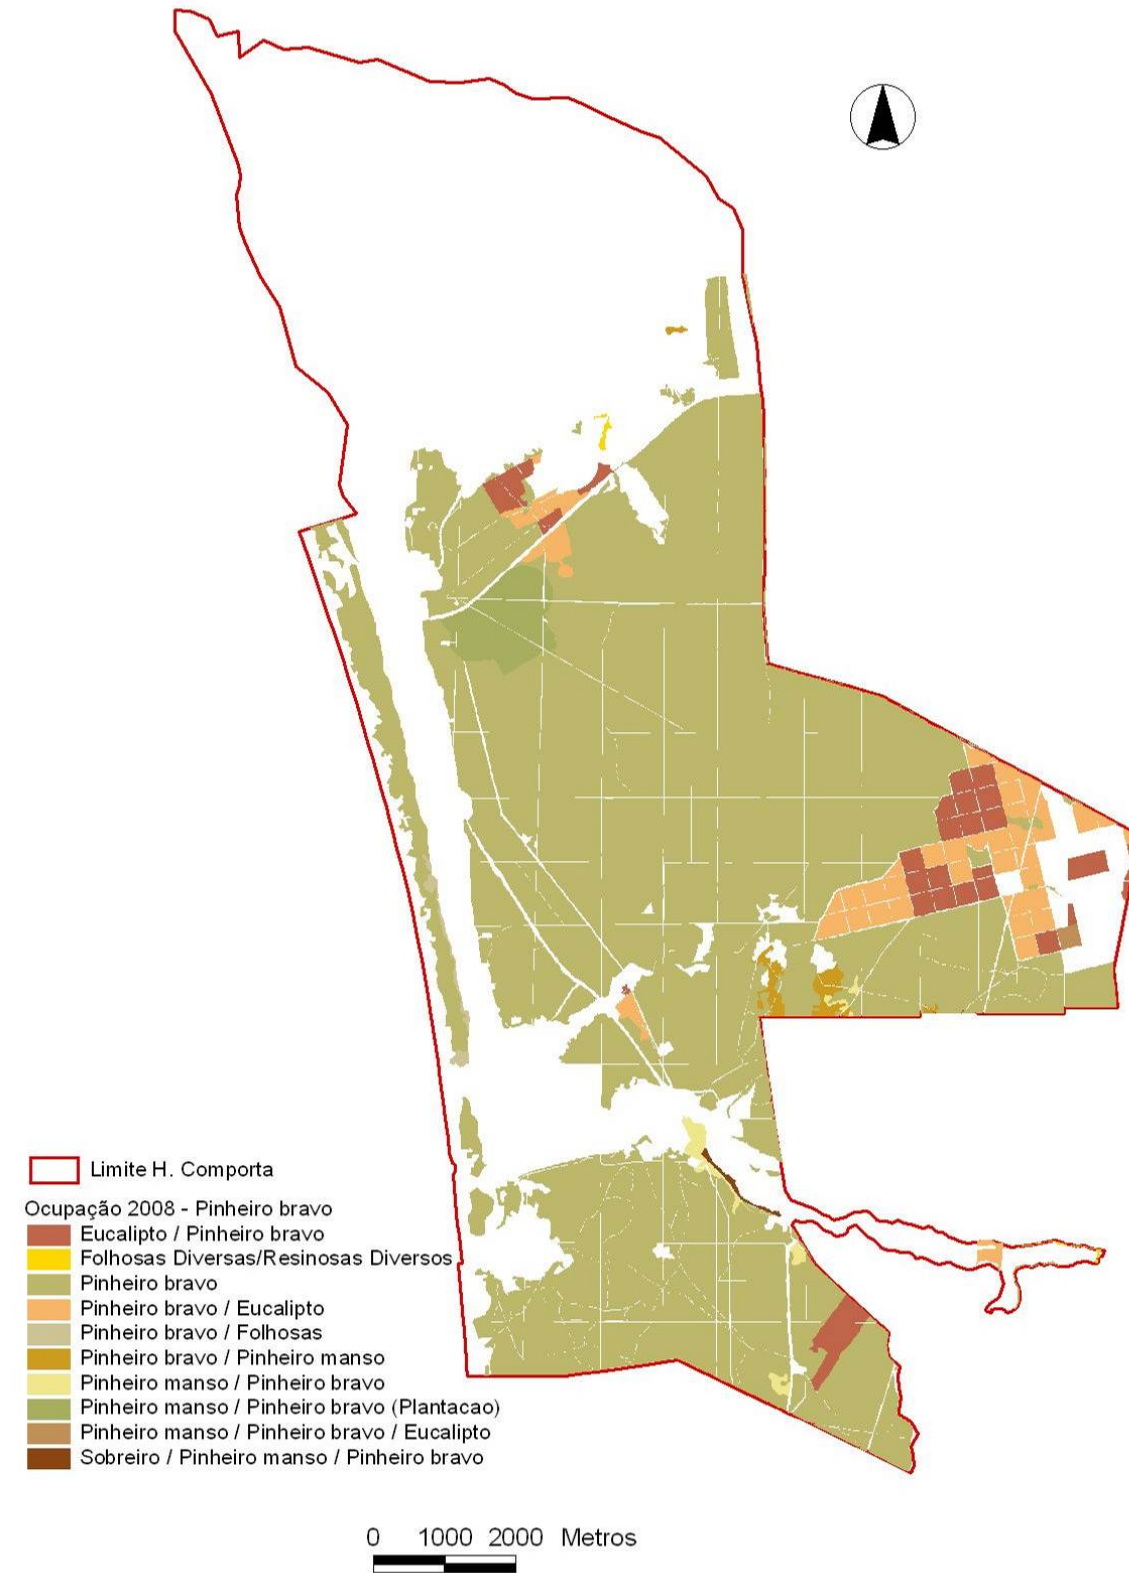 Limite H. Comporta
Ocupação 2008 - Pinheiro bravo
Eucalipto / Pinheiro bravo
Folhosas Diversas/Resinosas Diversos
Pinheiro bravo
Pinheiro bravo / Eucalipto
Pinheiro bravo / Folhosas
Pinheiro bravo / Pinheiro manso
Pinheiro manso / Pinheiro bravo
Pinheiro manso / Pinheiro bravo (Plantacao)
Pinheiro manso / Pinheiro bravo / Eucalipto
Sobreiro / Pinheiro manso / Pinheiro bravo
0 1000 2000 Metros